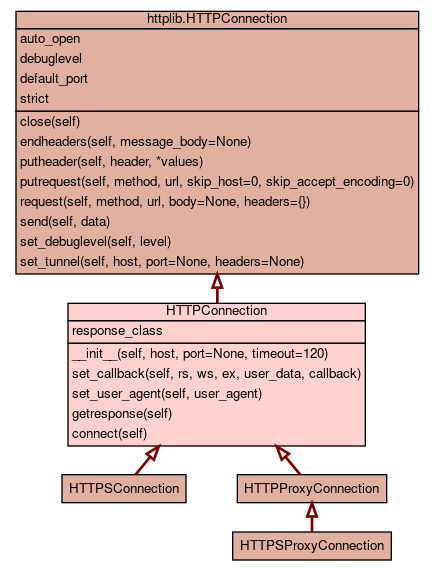 httplib.HTTPConnection
auto_open
debuglevel
default_port
strict
close(self)
endheaders(self, message_body=None)
putheader(self, header, *values)
putrequest(self, method, url, skip_host=0, skip_accept_encoding=0)
request(self, method, url, body=None, headers={})
send(self, data)
set_debuglevel(self, level)
set_tunnel(self, host, port=None, headers=None)
HTTPConnection
response_class
__init__(self, host, port=None, timeout=120)
set_callback(self, rs, ws, ex, user_data, callback)
set_user_agent(self, user_agent)
getresponse(self)
connect(self)
HTTPSConnection
HTTPProxyConnection
HTTPSProxyConnection